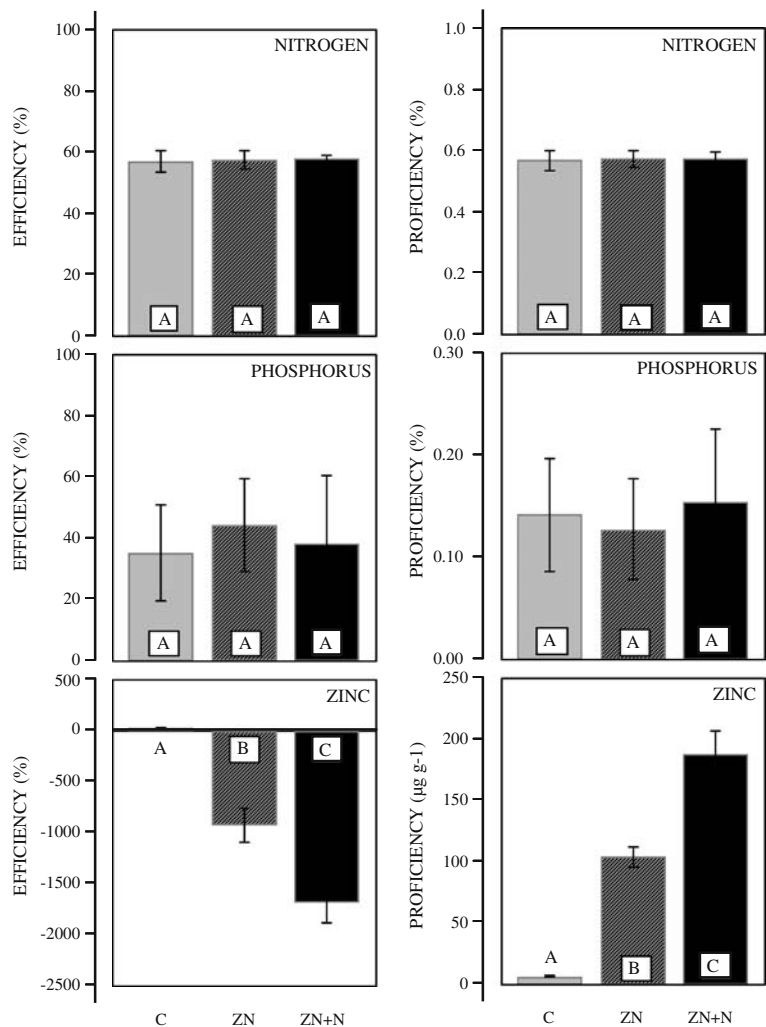 NITROGEN
EFFICIENCY (%)
100
80
60
40
20
0
A A A
NITROGEN
PROFICIENCY (%)
1.0
0.8
0.6
0.4
0.2
0.0
A A A
PHOSPHORUS
EFFICIENCY (%)
100
80
60
40
20
0
A A A
PHOSPHORUS
PROFICIENCY (%)
0.30
0.20
0.10
0.00
A A A
ZINC
EFFICIENCY (%)
500
0
-500
-1000
-1500
-2000
-2500
A B C
C ZN ZN+N
ZINC
PROFICIENCY (µg g-1)
250
200
150
100
50
0
A B C
C ZN ZN+N